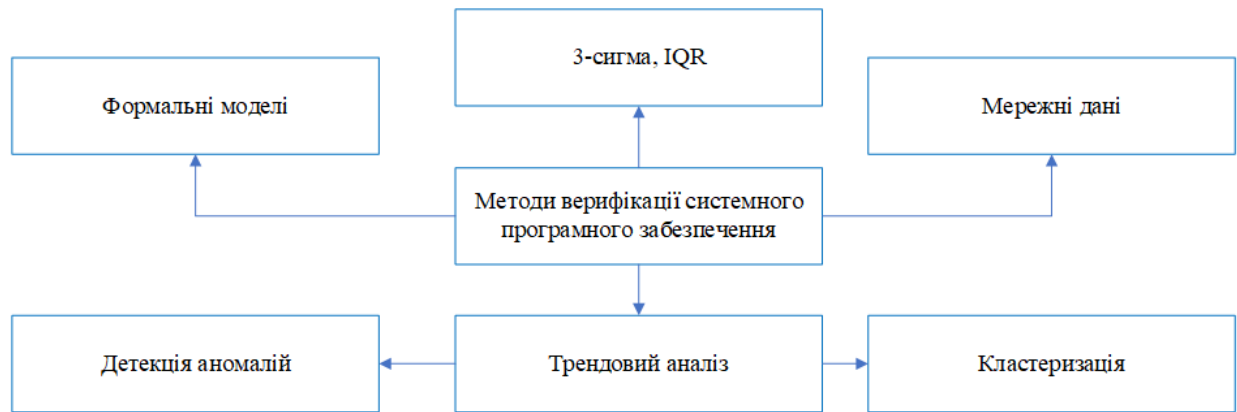 3-сигма, IQR
Формальні моделі
Мережні дані
Методи верифікації системного
програмного забезпечення
Детекція аномалій
Трендовий аналіз
Кластеризація